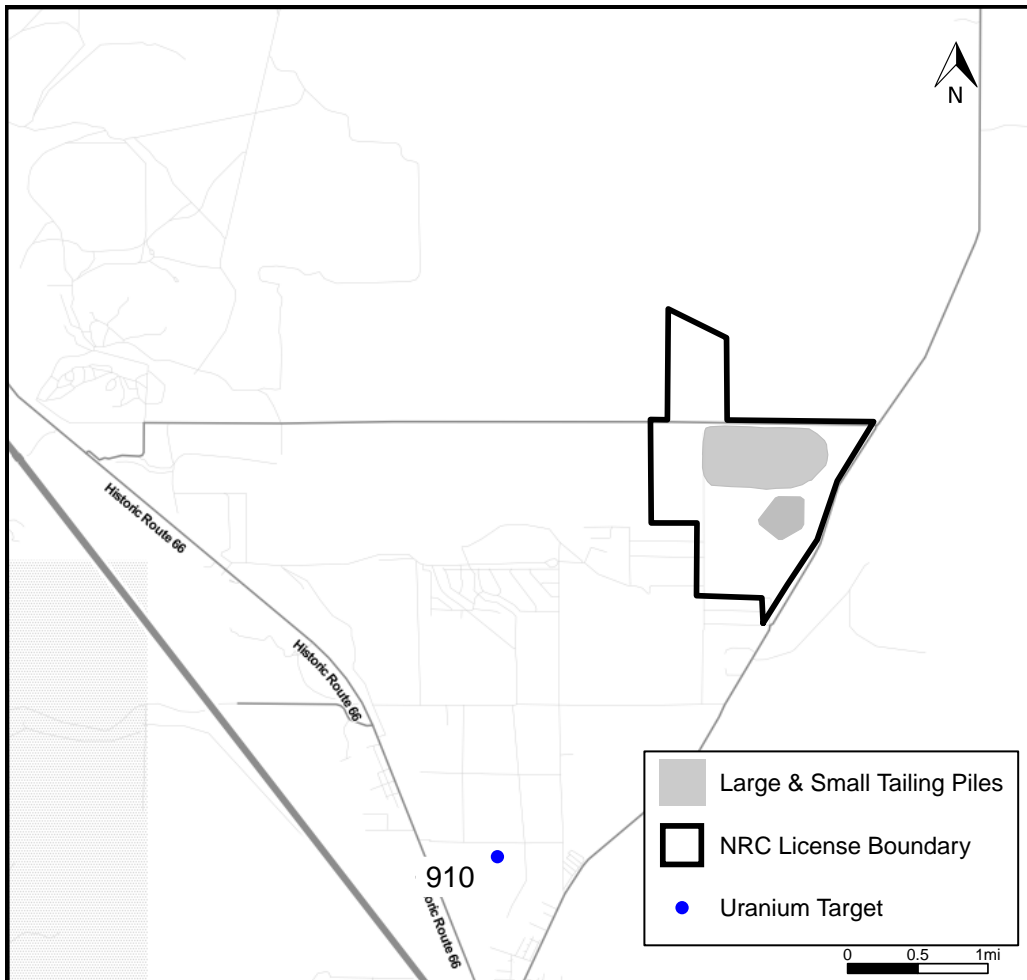 N
Historic Route 66
Historic Route 66
910
oric Route 66
Large & Small Tailing Piles
NRC License Boundary
Uranium Target
0 0.5 1mi